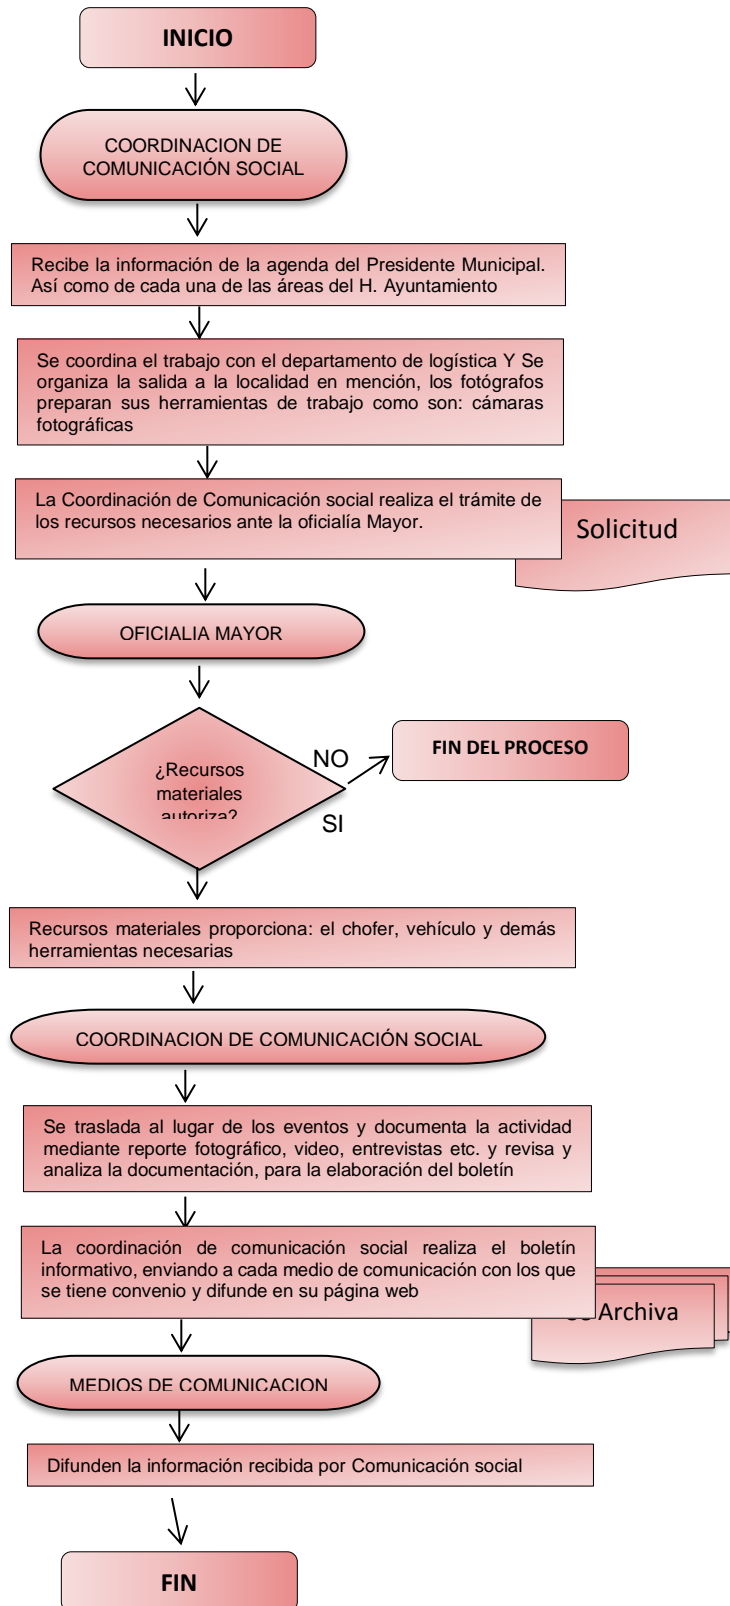 INICIO
COORDINACION DE
COMUNICACIÓN SOCIAL
Recibe la información de la agenda del Presidente Municipal.
Así como de cada una de las áreas del H. Ayuntamiento
Se coordina el trabajo con el departamento de logística Y Se
organiza la salida a la localidad en mención, los fotógrafos
preparan sus herramientas de trabajo como son: cámaras
fotográficas
La Coordinación de Comunicación social realiza el trámite de
los recursos necesarios ante la oficialía Mayor.
Solicitud
OFICIALIA MAYOR
¿Recursos
materiales
autoriza?
NO
SI
FIN DEL PROCESO
Recursos materiales proporciona: el chofer, vehículo y demás
herramientas necesarias
COORDINACION DE COMUNICACIÓN SOCIAL
Se traslada al lugar de los eventos y documenta la actividad
mediante reporte fotográfico, video, entrevistas etc. y revisa y
analiza la documentación, para la elaboración del boletín
La coordinación de comunicación social realiza el boletín
informativo, enviando a cada medio de comunicación con los que
se tiene convenio y difunde en su página web
Archiva
MEDIOS DE COMUNICACION
Difunden la información recibida por Comunicación social
FIN